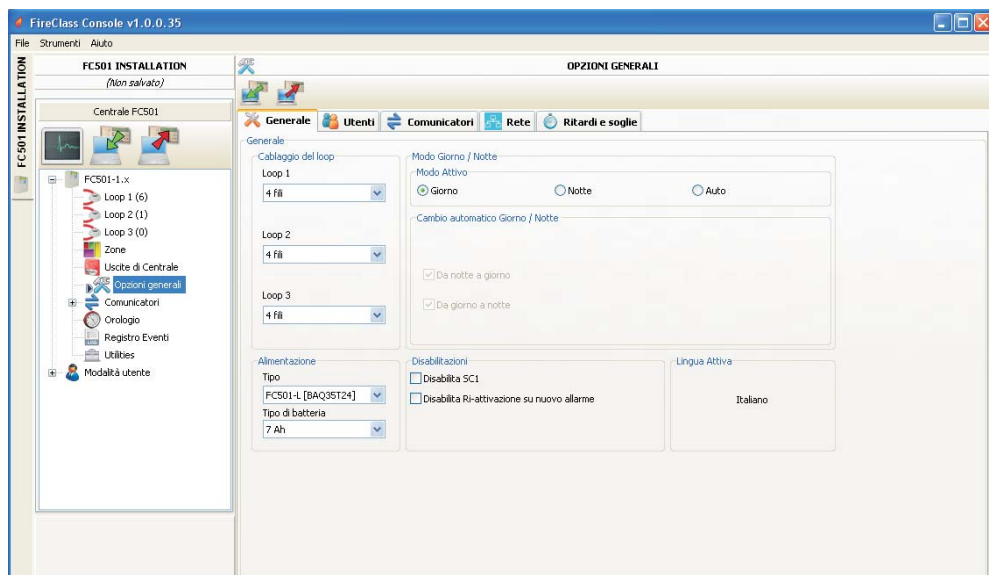 FireClass Console v1.0.0.35
File Strumenti Aiuto
FC501 INSTALLATION
FC501 INSTALLATION
(Non salvato)
OPZIONI GENERALI
Centrale FC501
Generale Utenti Comunicatori Rete Ritardi e soglie
FC501-1.x
Loop 1 (6)
Loop 2 (1)
Loop 3 (0)
Zone
Uscite di Centrale
Opzioni generali
Comunicatori
Orologio
Registro Eventi
Utilities
Modalità utente
Generale
Cablaggio del loop
Loop 1
4 fili
Loop 2
4 fili
Loop 3
4 fili
Modo Giorno / Notte
Modo Attivo
Giorno Notte Auto
Cambio automatico Giorno / Notte
Da notte a giorno
Da giorno a notte
Alimentazione
Tipo
FC501-L [BAQ35T24]
Tipo di batteria
7 Ah
Disabilitazioni
Disabilita SC1
Disabilita Ri-attivazione su nuovo allarme
Lingua Attiva
Italiano